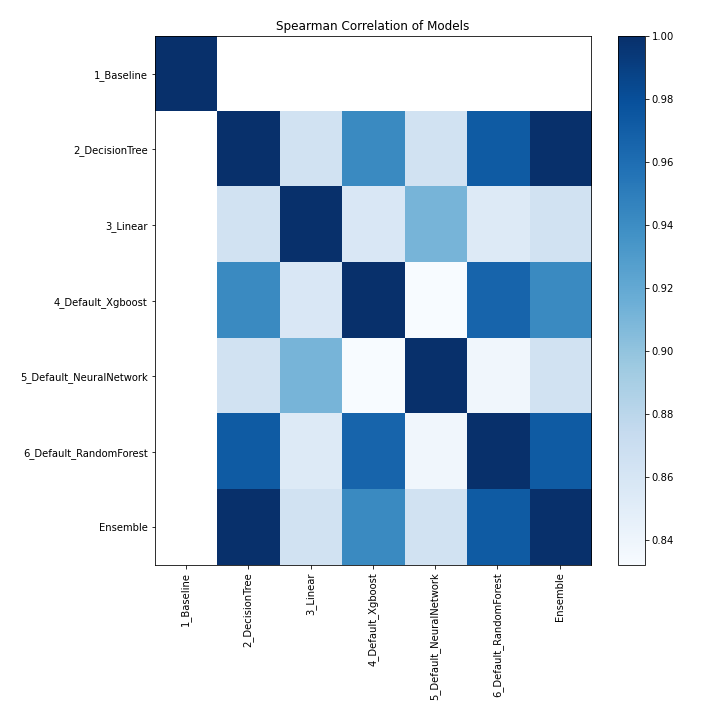 Spearman Correlation of Models
1_Baseline
2_DecisionTree
3_Linear
4_Default_Xgboost
5_Default_NeuralNetwork
6_Default_RandomForest
Ensemble
1_Baseline
2_DecisionTree
3_Linear
4_Default_Xgboost
5_Default_NeuralNetwork
6_Default_RandomForest
Ensemble
1.00
0.98
0.96
0.94
0.92
0.90
0.88
0.86
0.84